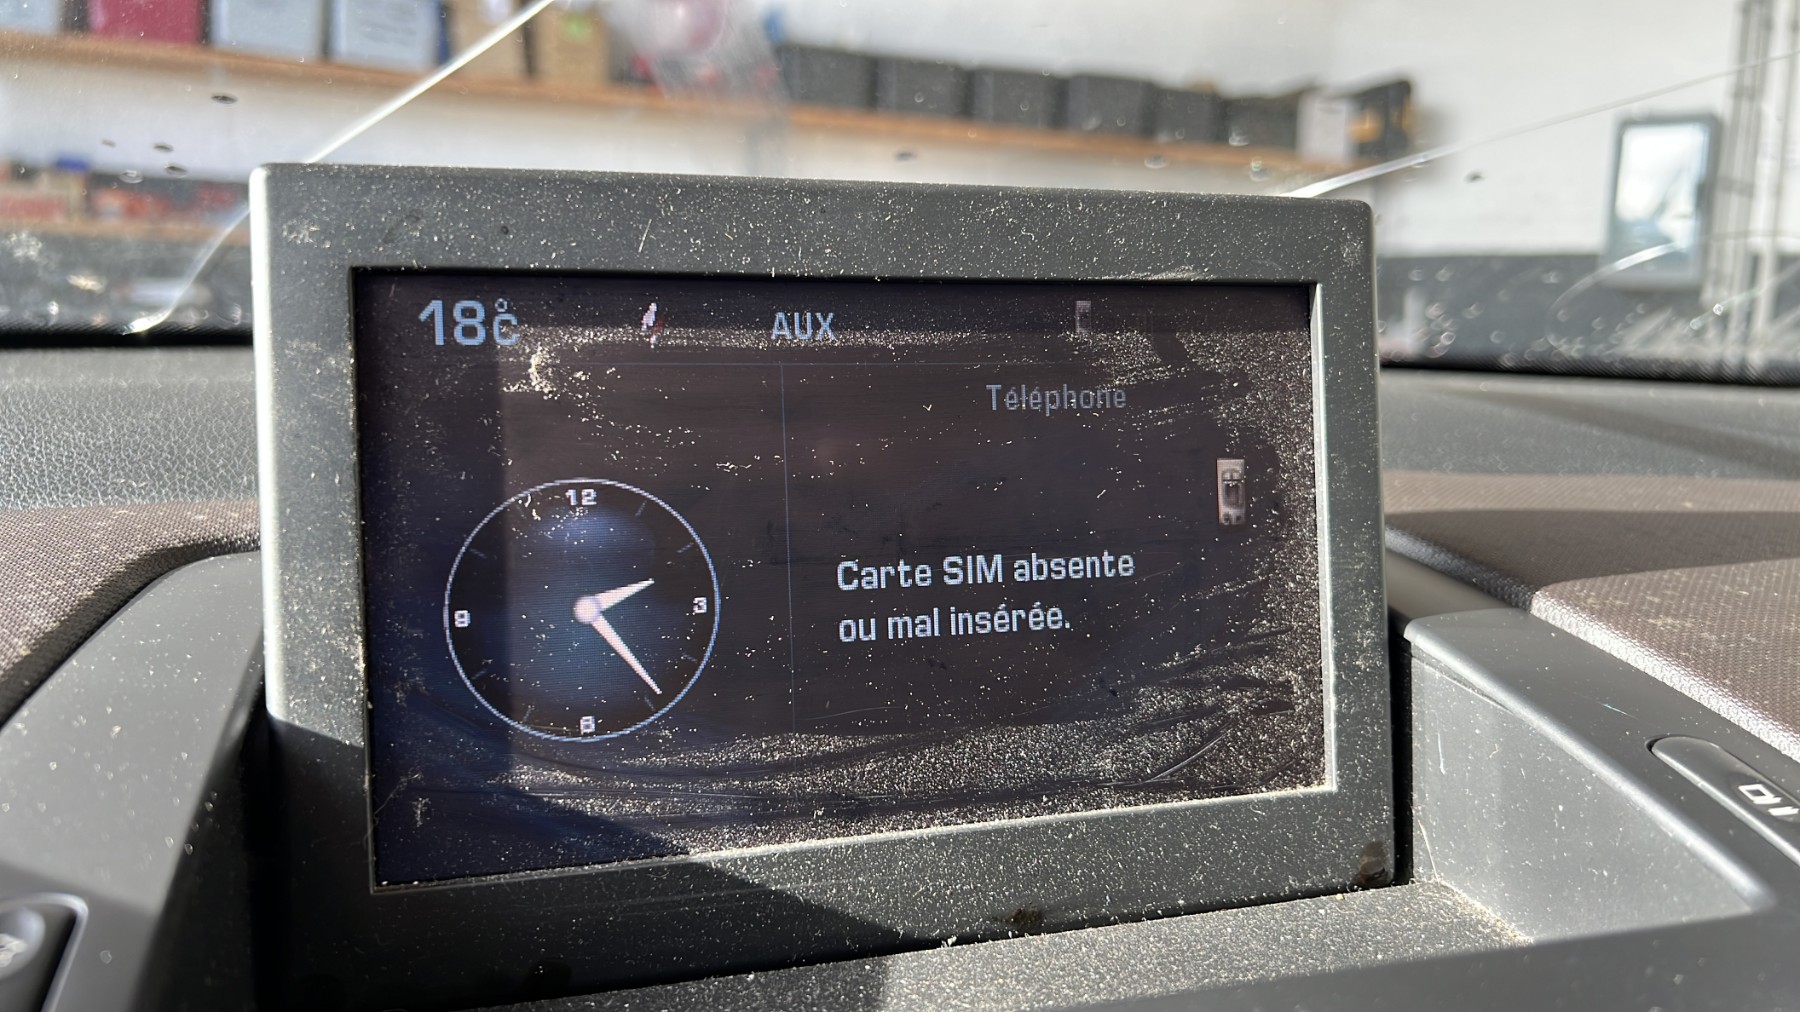 18°C
AUX
Téléphone
12
9
3
6
Carte SIM absente
ou mal insérée.